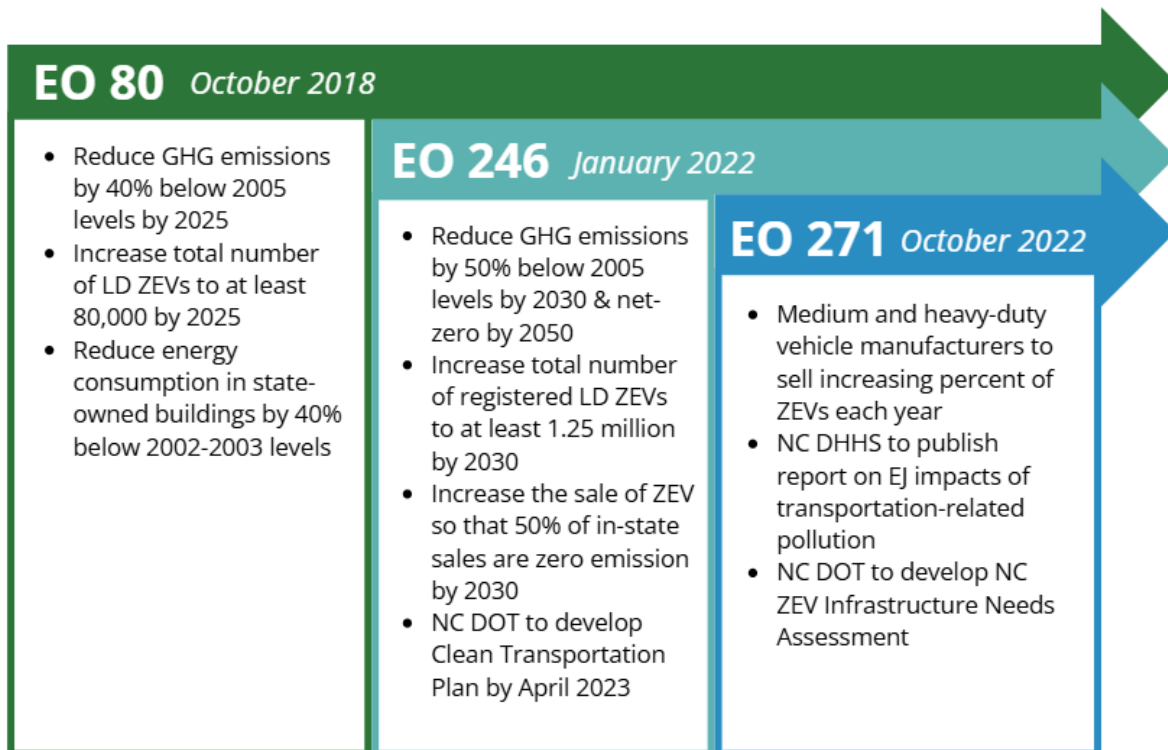 EO 80 October 2018
• Reduce GHG emissions
by 40% below 2005
levels by 2025
• Increase total number
of LD ZEVs to at least
80,000 by 2025
• Reduce energy
consumption in state-
owned buildings by 40%
below 2002-2003 levels
EO 246 January 2022
• Reduce GHG emissions
by 50% below 2005
levels by 2030 & net-
zero by 2050
• Increase total number
of registered LD ZEVs
to at least 1.25 million
by 2030
• Increase the sale of ZEV
so that 50% of in-state
sales are zero emission
by 2030
• NC DOT to develop
Clean Transportation
Plan by April 2023
EO 271 October 2022
• Medium and heavy-duty
vehicle manufacturers to
sell increasing percent of
ZEVs each year
• NC DHHS to publish
report on EJ impacts of
transportation-related
pollution
• NC DOT to develop NC
ZEV Infrastructure Needs
Assessment